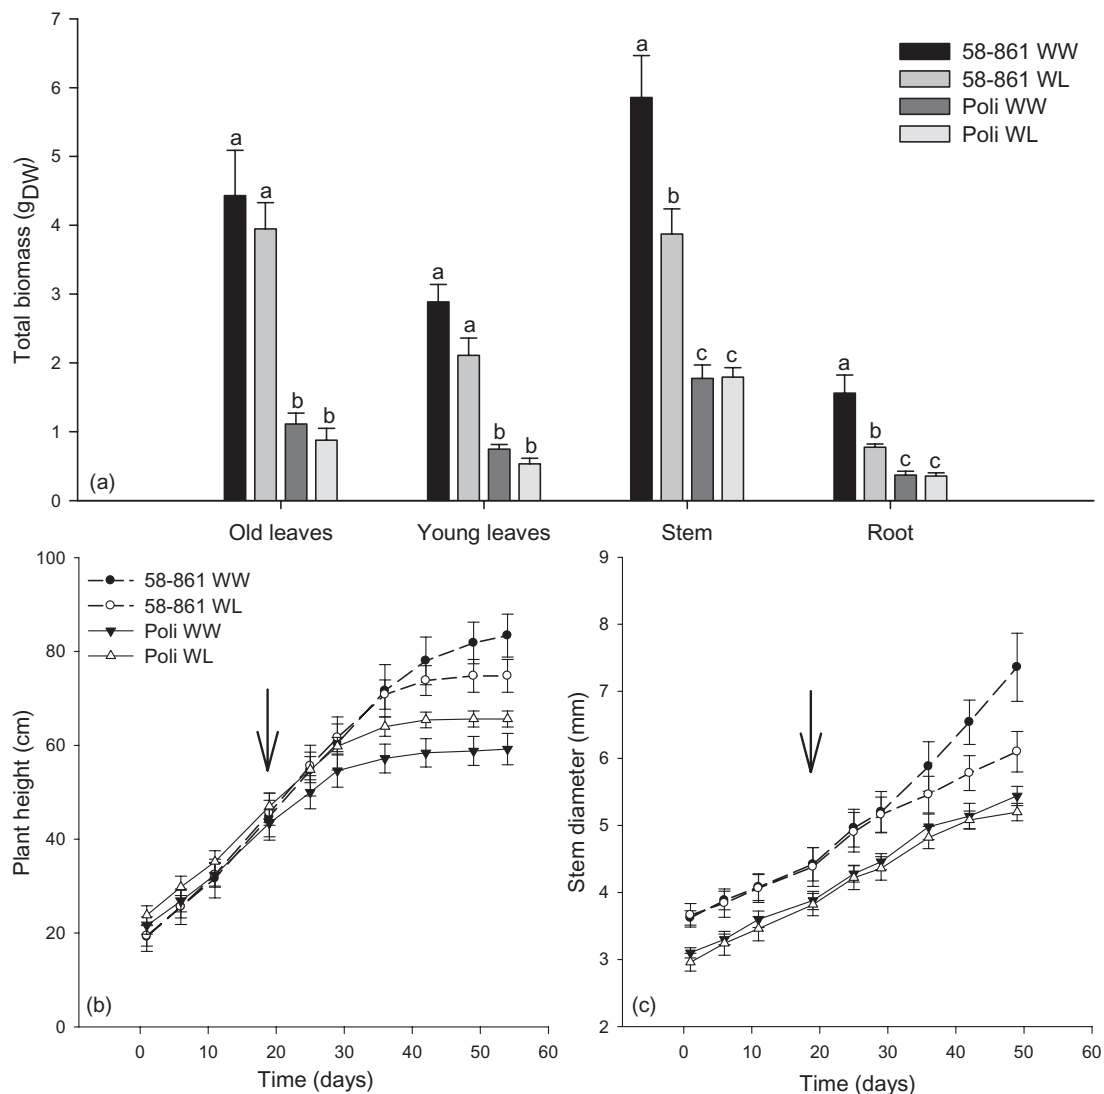 7
6
5
4
3
2
1
0
Total biomass (gDW)
a
a
b
b
a
a
b
b
a
b
c
c
a
b
c
c
58-861 WW
58-861 WL
Poli WW
Poli WL
(a)
Old leaves Young leaves Stem Root
100
80
60
40
20
0
Plant height (cm)
58-861 WW
58-861 WL
Poli WW
Poli WL
(b)
0 10 20 30 40 50 60
Time (days)
9
8
7
6
5
4
3
2
Stem diameter (mm)
(c)
0 10 20 30 40 50 60
Time (days)